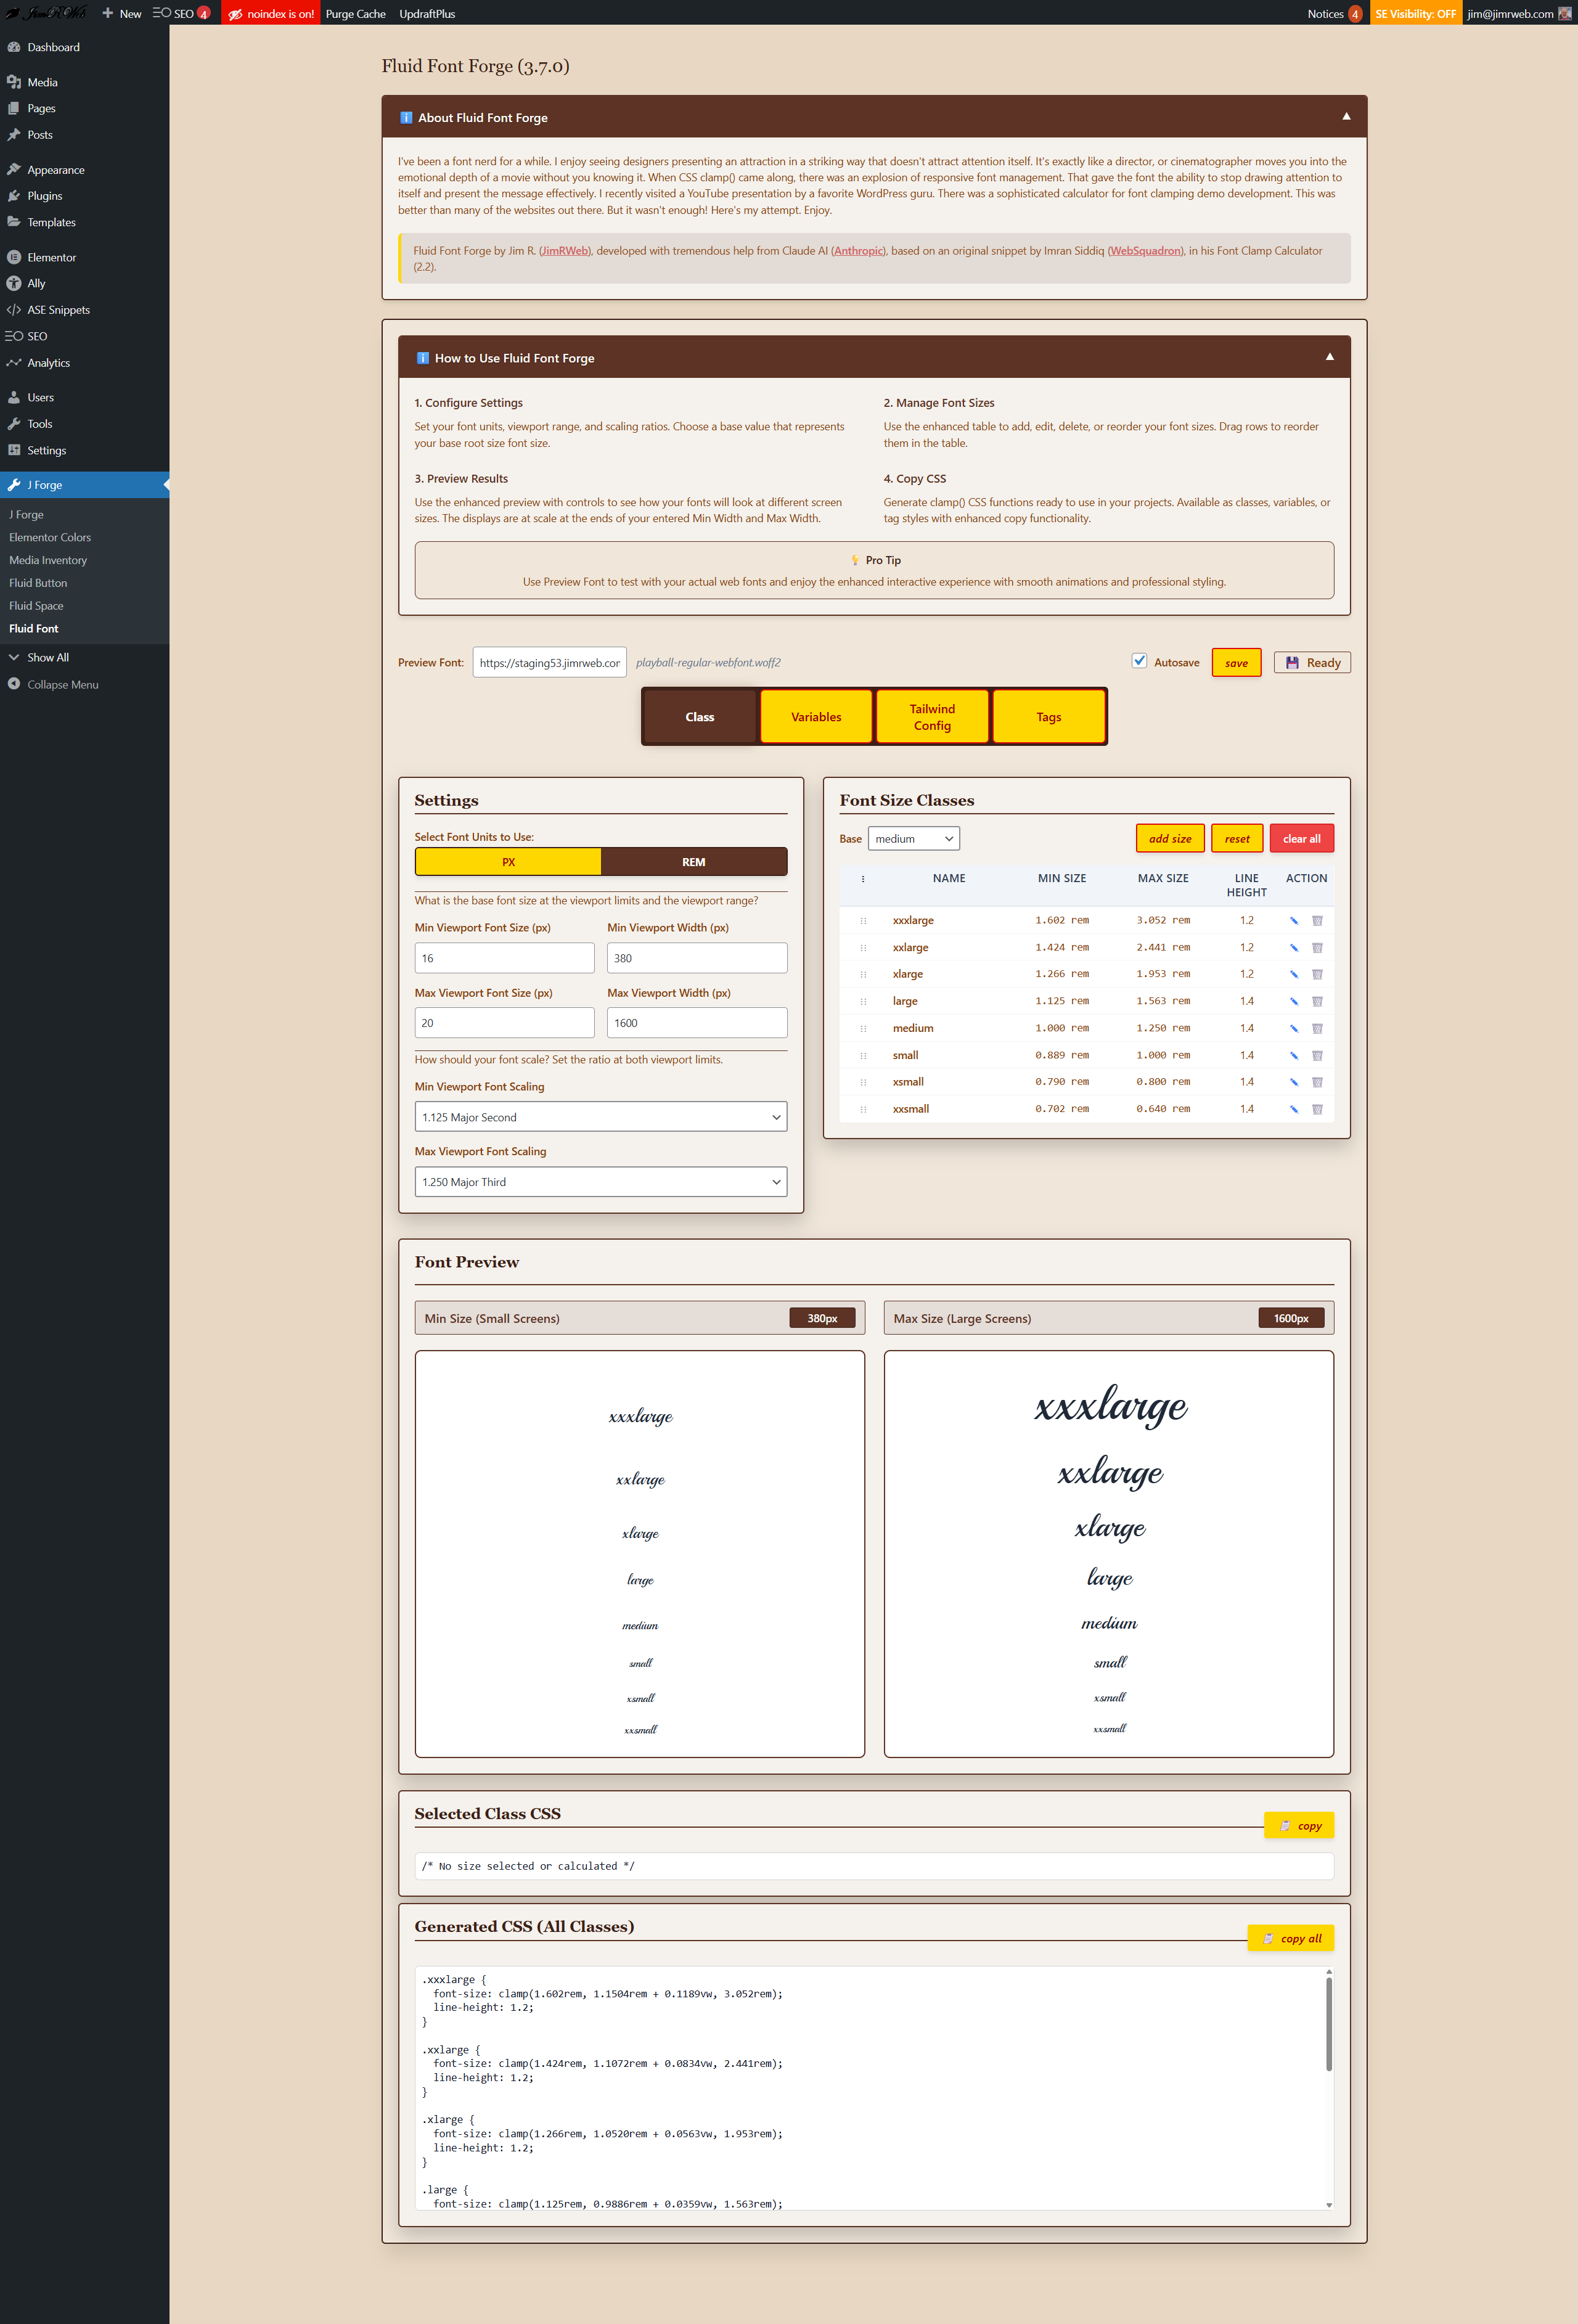 JimRWeb
New
SEO 4
noindex is on!
Purge Cache
UpdraftPlus
Notices 4
SE Visibility: OFF
jim@jimrweb.com
Dashboard
Media
Pages
Posts
Appearance
Plugins
Templates
Elementor
Ally
ASE Snippets
SEO
Analytics
Users
Tools
Settings
J Forge
J Forge
Elementor Colors
Media Inventory
Fluid Button
Fluid Space
Fluid Font
Show All
Collapse Menu
Fluid Font Forge (3.7.0)
About Fluid Font Forge
I've been a font nerd for a while. I enjoy seeing designers presenting an attraction in a striking way that doesn't attract attention itself. It's exactly like a director, or cinematographer moves you into the
emotional depth of a movie without you knowing it. When CSS clamp() came along, there was an explosion of responsive font management. That gave the font the ability to stop drawing attention to
itself and present the message effectively. I recently visited a YouTube presentation by a favorite WordPress guru. There was a sophisticated calculator for font clamping demo development. This was
better than many of the websites out there. But it wasn't enough! Here's my attempt. Enjoy.
Fluid Font Forge by Jim R. (JimRWeb), developed with tremendous help from Claude AI (Anthropic), based on an original snippet by Imran Siddiq (WebSquadron), in his Font Clamp Calculator
(2.2).
How to Use Fluid Font Forge
1. Configure Settings
Set your font units, viewport range, and scaling ratios. Choose a base value that represents
your base root size font size.
2. Manage Font Sizes
Use the enhanced table to add, edit, delete, or reorder your font sizes. Drag rows to reorder
them in the table.
3. Preview Results
Use the enhanced preview with controls to see how your fonts will look at different screen
sizes. The displays are at scale at the ends of your entered Min Width and Max Width.
4. Copy CSS
Generate clamp() CSS functions ready to use in your projects. Available as classes, variables, or
tag styles with enhanced copy functionality.
Pro Tip
Use Preview Font to test with your actual web fonts and enjoy the enhanced interactive experience with smooth animations and professional styling.
Preview Font: https://staging53.jimrweb.cor playball-regular-webfont.woff2 Autosave save Ready
Class Variables Tailwind Config Tags
Settings
Select Font Units to Use:
PX REM
What is the base font size at the viewport limits and the viewport range?
Min Viewport Font Size (px) Min Viewport Width (px)
16 380
Max Viewport Font Size (px) Max Viewport Width (px)
20 1600
How should your font scale? Set the ratio at both viewport limits.
Min Viewport Font Scaling
1.125 Major Second
Max Viewport Font Scaling
1.250 Major Third
Font Size Classes
Base medium add size reset clear all
NAME MIN SIZE MAX SIZE LINE HEIGHT ACTION
xxxlarge 1.602 rem 3.052 rem 1.2
xxlarge 1.424 rem 2.441 rem 1.2
xlarge 1.266 rem 1.953 rem 1.2
large 1.125 rem 1.563 rem 1.4
medium 1.000 rem 1.250 rem 1.4
small 0.889 rem 1.000 rem 1.4
xsmall 0.790 rem 0.800 rem 1.4
xxsmall 0.702 rem 0.640 rem 1.4
Font Preview
Min Size (Small Screens) 380px
xxxlarge
xxlarge
xlarge
large
medium
small
xsmall
xxsmall
Max Size (Large Screens) 1600px
xxxlarge
xxlarge
xlarge
large
medium
small
xsmall
xxsmall
Selected Class CSS
copy
/* No size selected or calculated */
Generated CSS (All Classes)
copy all
.xxxlarge {
font-size: clamp(1.602rem, 1.1504rem + 0.1189vw, 3.052rem);
line-height: 1.2;
}
.xxlarge {
font-size: clamp(1.424rem, 1.1072rem + 0.0834vw, 2.441rem);
line-height: 1.2;
}
.xlarge {
font-size: clamp(1.266rem, 1.0520rem + 0.0563vw, 1.953rem);
line-height: 1.2;
}
.large {
font-size: clamp(1.125rem, 0.9886rem + 0.0359vw, 1.563rem);